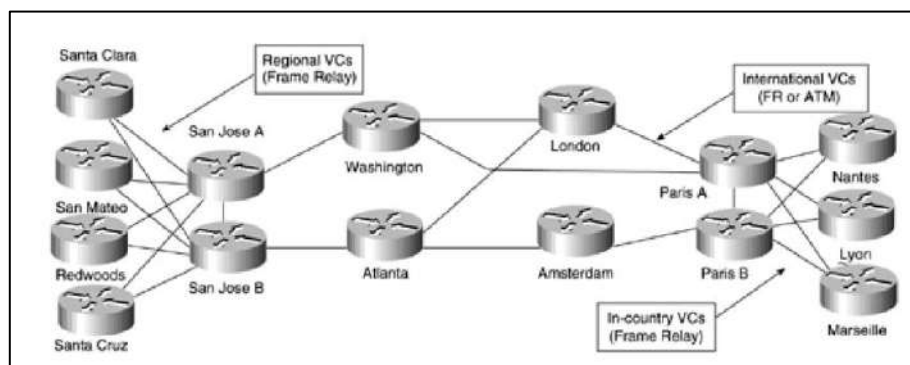 Santa Clara
Regional VCs
(Frame Relay)
International VCs
(FR or ATM)
San Jose A
Washington
London
Paris A
Nantes
San Mateo
Redwoods
San Jose B
Atlanta
Amsterdam
Paris B
Lyon
Santa Cruz
In-country VCs
(Frame Relay)
Marseille